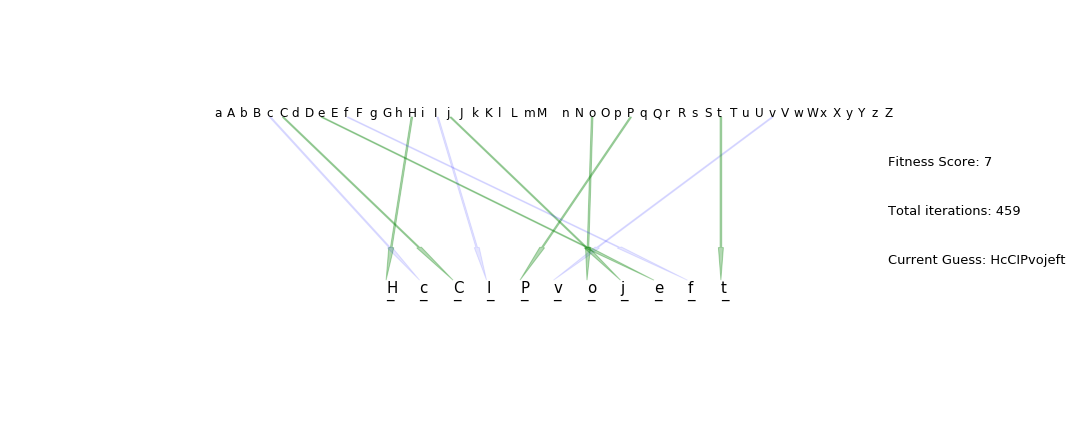 a A b B c C d D e E f F g G h H i I j J k K l L m M n N o O p P q Q r R s S t T u U v V w W x X y Y z Z
Fitness Score: 7
Total iterations: 459
Current Guess: HcCIPvojeft
H c C I P v o j e f t